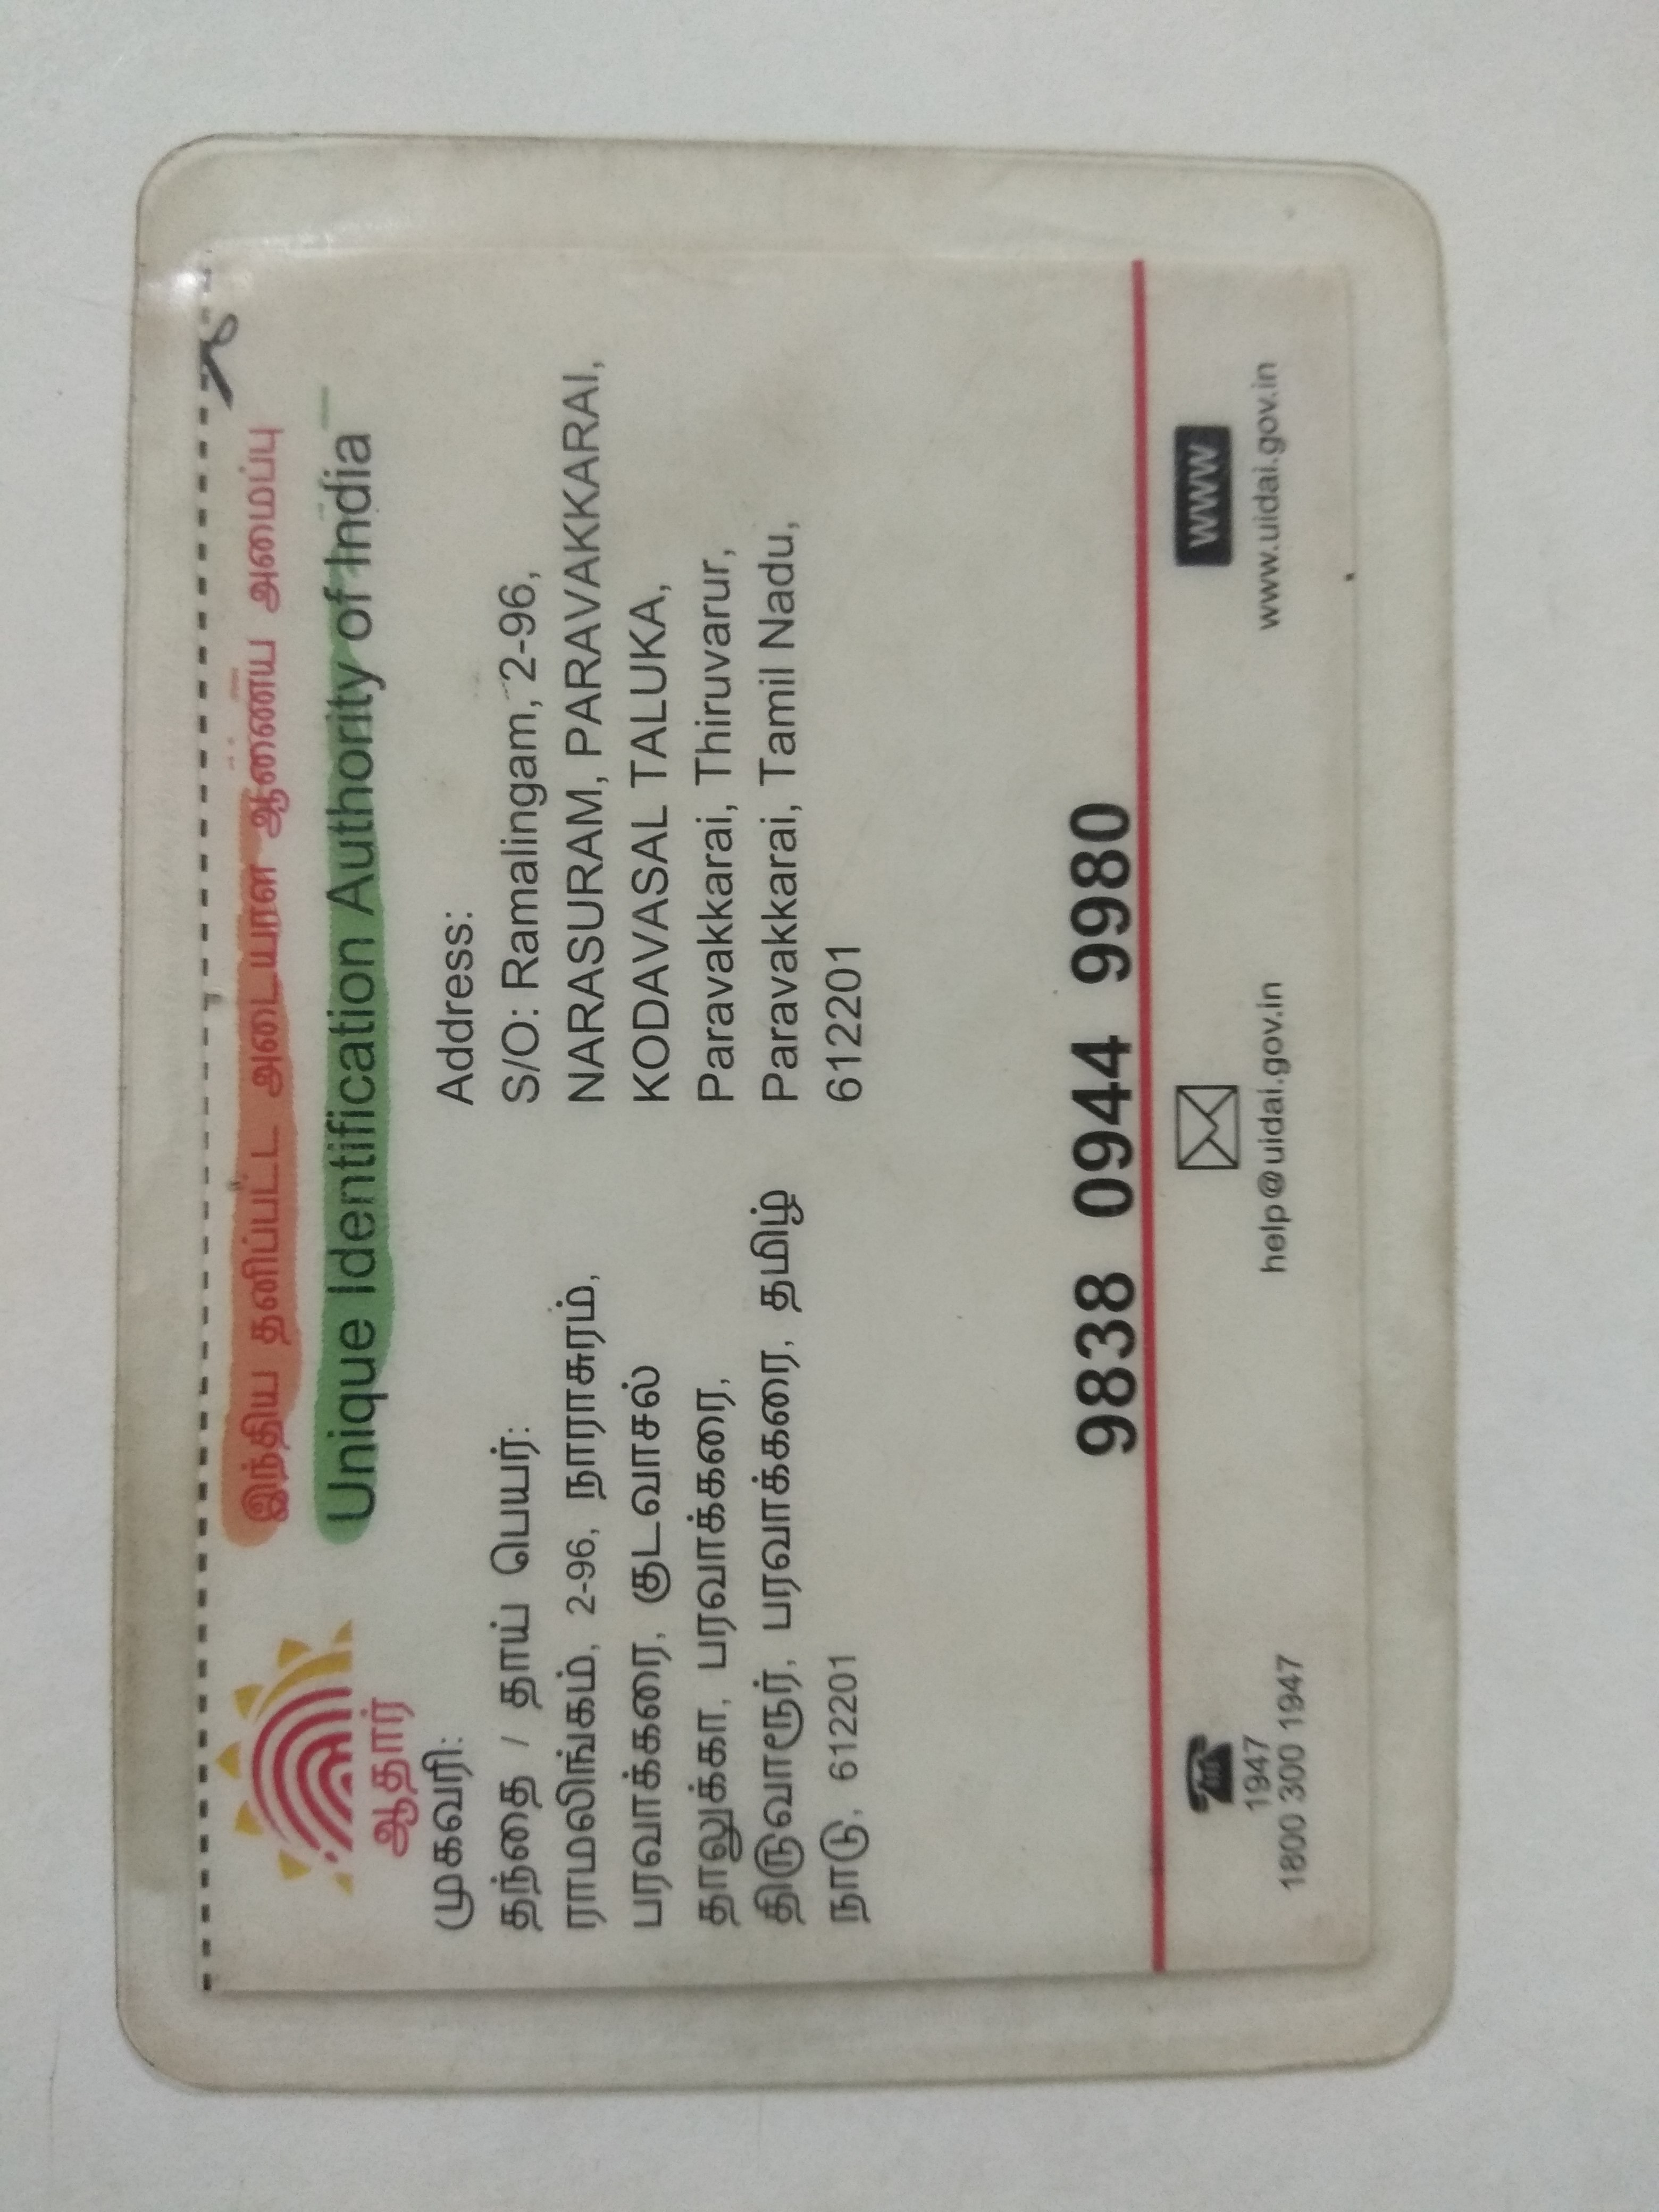 இந்திய தனிப்பட்ட அடையாள ஆணைய அமைப்பு
Unique Identification Authority of India
ஆதார்
முகவரி:
தந்தை / தாய் பெயர்:
ராமலிங்கம், 2-96, நாராசுரம்,
பரவாக்கரை, குடவாசல்
தாலுக்கா, பரவாக்கரை,
திருவாரூர், பரவாக்கரை, தமிழ்
நாடு, 612201
Address:
S/O: Ramalingam, 2-96,
NARASURAM, PARAVAKKARAI,
KODAVASAL TALUKA,
Paravakkarai, Thiruvarur,
Paravakkarai, Tamil Nadu,
612201
9838 0944 9980
1947
1800 300 1947
help@uidai.gov.in
WWW
www.uidai.gov.in